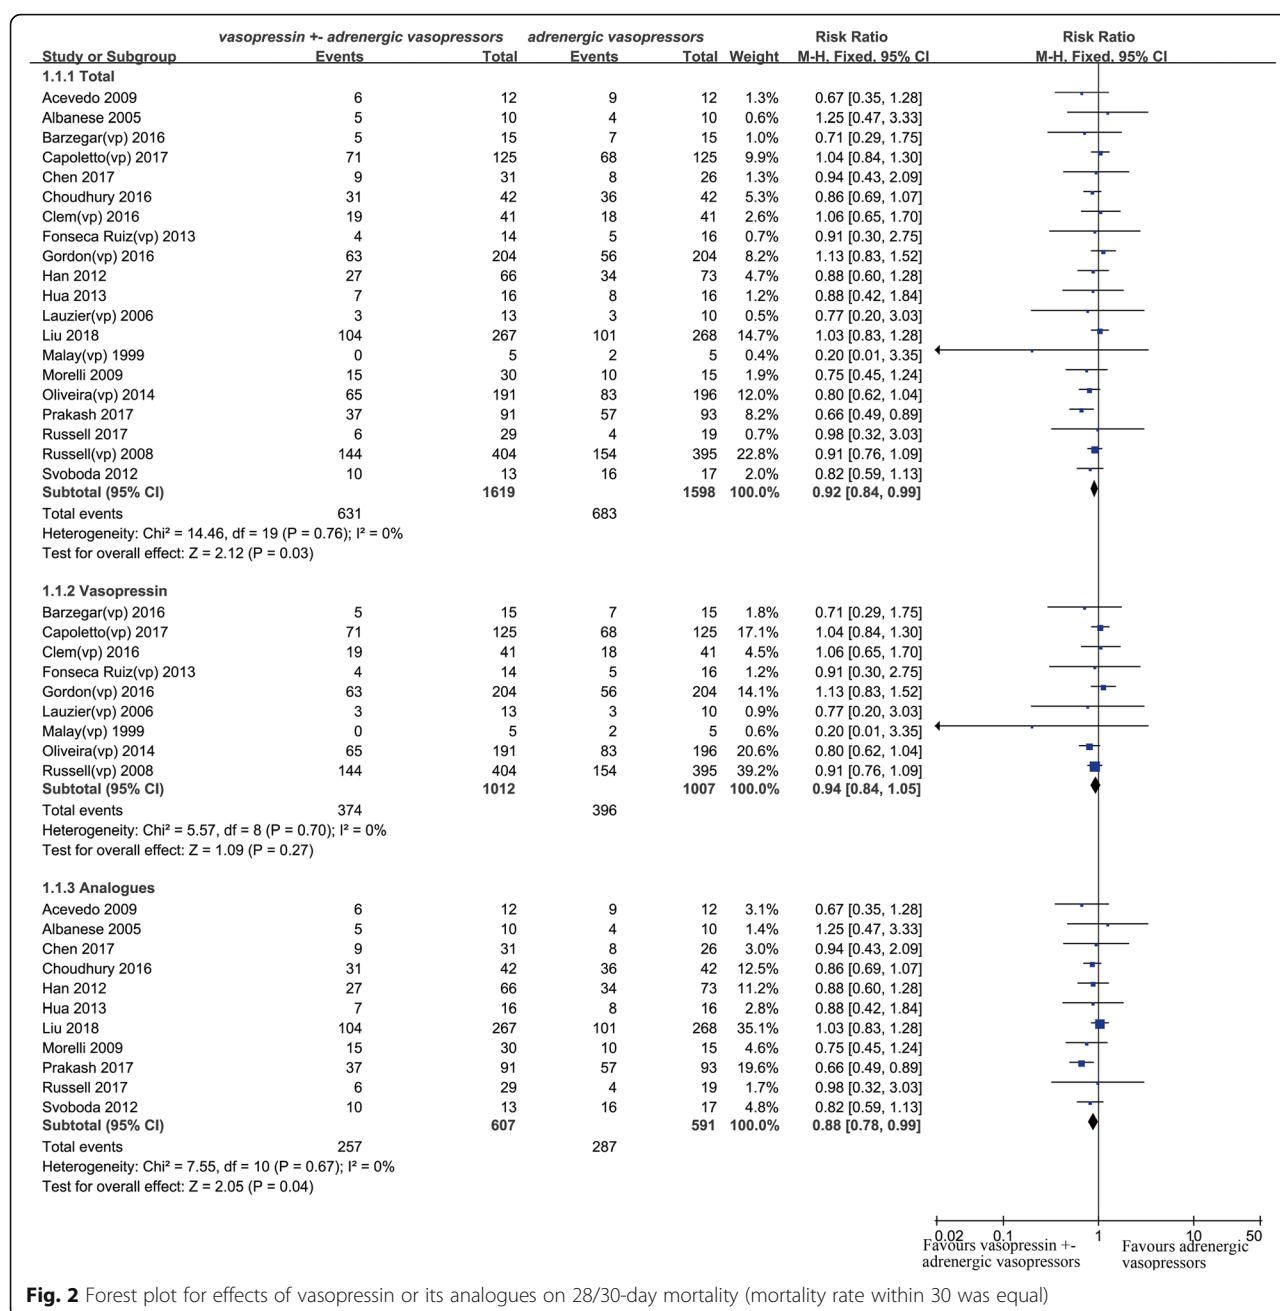 vasopressin +- adrenergic vasopressors adrenergic vasopressors Risk Ratio Risk Ratio
Study or Subgroup Events Total Events Total Weight M-H, Fixed, 95% CI M-H, Fixed, 95% CI
1.1.1 Total
Acevedo 2009 6 12 9 12 1.3% 0.67 [0.35, 1.28]
Albanese 2005 5 10 4 10 0.6% 1.25 [0.47, 3.33]
Barzegar(vp) 2016 5 15 7 15 1.0% 0.71 [0.29, 1.75]
Capoletto(vp) 2017 71 125 68 125 9.9% 1.04 [0.84, 1.30]
Chen 2017 9 31 8 26 1.3% 0.94 [0.43, 2.09]
Choudhury 2016 31 42 36 42 5.3% 0.86 [0.69, 1.07]
Clem(vp) 2016 19 41 18 41 2.6% 1.06 [0.65, 1.70]
Fonseca Ruiz(vp) 2013 4 14 5 16 0.7% 0.91 [0.30, 2.75]
Gordon(vp) 2016 63 204 56 204 8.2% 1.13 [0.83, 1.52]
Han 2012 27 66 34 73 4.7% 0.88 [0.60, 1.28]
Hua 2013 7 16 8 16 1.2% 0.88 [0.42, 1.84]
Lauzier(vp) 2006 3 13 3 10 0.5% 0.77 [0.20, 3.03]
Liu 2018 104 267 101 268 14.7% 1.03 [0.83, 1.28]
Malay(vp) 1999 0 5 2 5 0.4% 0.20 [0.01, 3.35]
Morelli 2009 15 30 10 15 1.9% 0.75 [0.45, 1.24]
Oliveira(vp) 2014 65 191 83 196 12.0% 0.80 [0.62, 1.04]
Prakash 2017 37 91 57 93 8.2% 0.66 [0.49, 0.89]
Russell 2017 6 29 4 19 0.7% 0.98 [0.32, 3.03]
Russell(vp) 2008 144 404 154 395 22.8% 0.91 [0.76, 1.09]
Svoboda 2012 10 13 16 17 2.0% 0.82 [0.59, 1.13]
Subtotal (95% CI) 1619 1598 100.0% 0.92 [0.84, 0.99]
Total events 631 683
Heterogeneity: Chi² = 14.46, df = 19 (P = 0.76); I² = 0%
Test for overall effect: Z = 2.12 (P = 0.03)
1.1.2 Vasopressin
Barzegar(vp) 2016 5 15 7 15 1.8% 0.71 [0.29, 1.75]
Capoletto(vp) 2017 71 125 68 125 17.1% 1.04 [0.84, 1.30]
Clem(vp) 2016 19 41 18 41 4.5% 1.06 [0.65, 1.70]
Fonseca Ruiz(vp) 2013 4 14 5 16 1.2% 0.91 [0.30, 2.75]
Gordon(vp) 2016 63 204 56 204 14.1% 1.13 [0.83, 1.52]
Lauzier(vp) 2006 3 13 3 10 0.9% 0.77 [0.20, 3.03]
Malay(vp) 1999 0 5 2 5 0.6% 0.20 [0.01, 3.35]
Oliveira(vp) 2014 65 191 83 196 20.6% 0.80 [0.62, 1.04]
Russell(vp) 2008 144 404 154 395 39.2% 0.91 [0.76, 1.09]
Subtotal (95% CI) 1012 1007 100.0% 0.94 [0.84, 1.05]
Total events 374 396
Heterogeneity: Chi² = 5.57, df = 8 (P = 0.70); I² = 0%
Test for overall effect: Z = 1.09 (P = 0.27)
1.1.3 Analogues
Acevedo 2009 6 12 9 12 3.1% 0.67 [0.35, 1.28]
Albanese 2005 5 10 4 10 1.4% 1.25 [0.47, 3.33]
Chen 2017 9 31 8 26 3.0% 0.94 [0.43, 2.09]
Choudhury 2016 31 42 36 42 12.5% 0.86 [0.69, 1.07]
Han 2012 27 66 34 73 11.2% 0.88 [0.60, 1.28]
Hua 2013 7 16 8 16 2.8% 0.88 [0.42, 1.84]
Liu 2018 104 267 101 268 35.1% 1.03 [0.83, 1.28]
Morelli 2009 15 30 10 15 4.6% 0.75 [0.45, 1.24]
Prakash 2017 37 91 57 93 19.6% 0.66 [0.49, 0.89]
Russell 2017 6 29 4 19 1.7% 0.98 [0.32, 3.03]
Svoboda 2012 10 13 16 17 4.8% 0.82 [0.59, 1.13]
Subtotal (95% CI) 607 591 100.0% 0.88 [0.78, 0.99]
Total events 257 287
Heterogeneity: Chi² = 7.55, df = 10 (P = 0.67); I² = 0%
Test for overall effect: Z = 2.05 (P = 0.04)
0.02 0.1 1 10 50
Favours vasopressin +- Favours adrenergic
adrenergic vasopressors vasopressors
Fig. 2 Forest plot for effects of vasopressin or its analogues on 28/30-day mortality (mortality rate within 30 was equal)